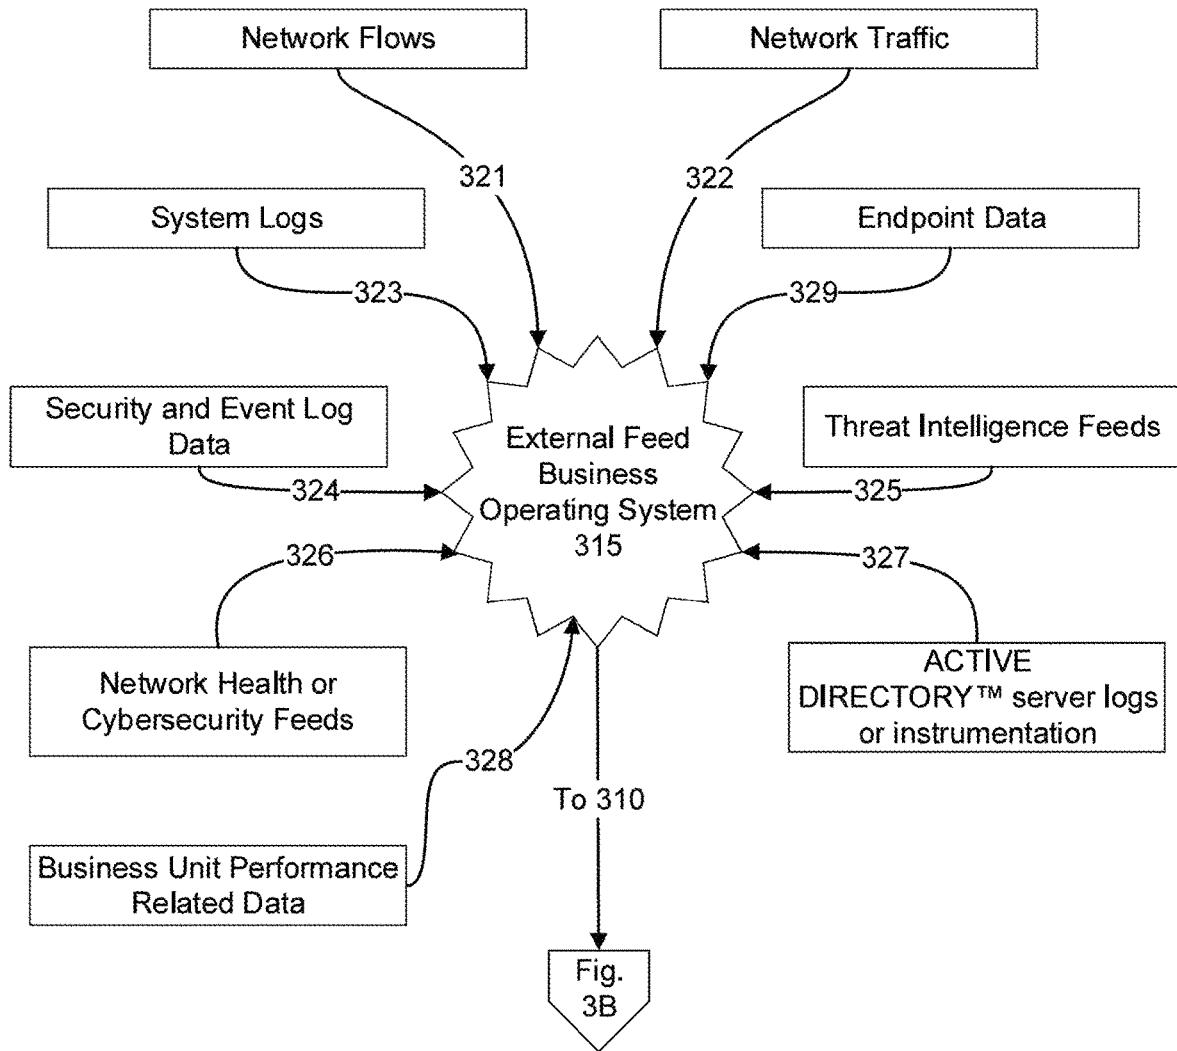 Network Flows
Network Traffic
321
322
System Logs
Endpoint Data
323
329
Security and Event Log
Data
Threat Intelligence Feeds
External Feed
Business
Operating System
315
324
325
326
327
Network Health or
Cybersecurity Feeds
ACTIVE
DIRECTORY™ server logs
or instrumentation
328
To 310
Business Unit Performance
Related Data
Fig.
3B